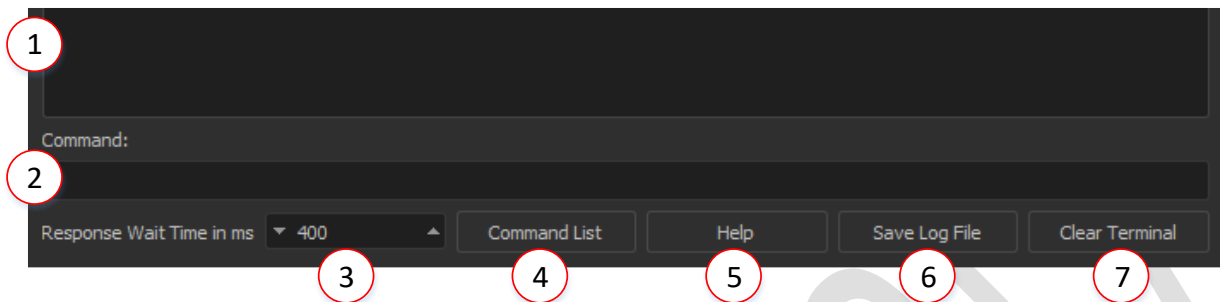 1
Command:
2
Response Wait Time in ms 400 Command List Help Save Log File Clear Terminal
3 4 5 6 7